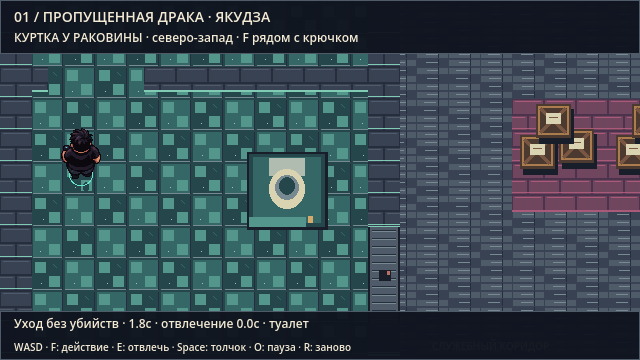 01 / ПРОПУЩЕННАЯ ДРАКА · ЯКУДЗА
КУРТКА У РАКОВИНЫ · северо-запад · F рядом с крючком
Уход без убийств · 1.8с · отвлечение 0.0с · туалет
WASD · F: действие · E: отвлечь · Space: толчок · O: пауза · R: заново